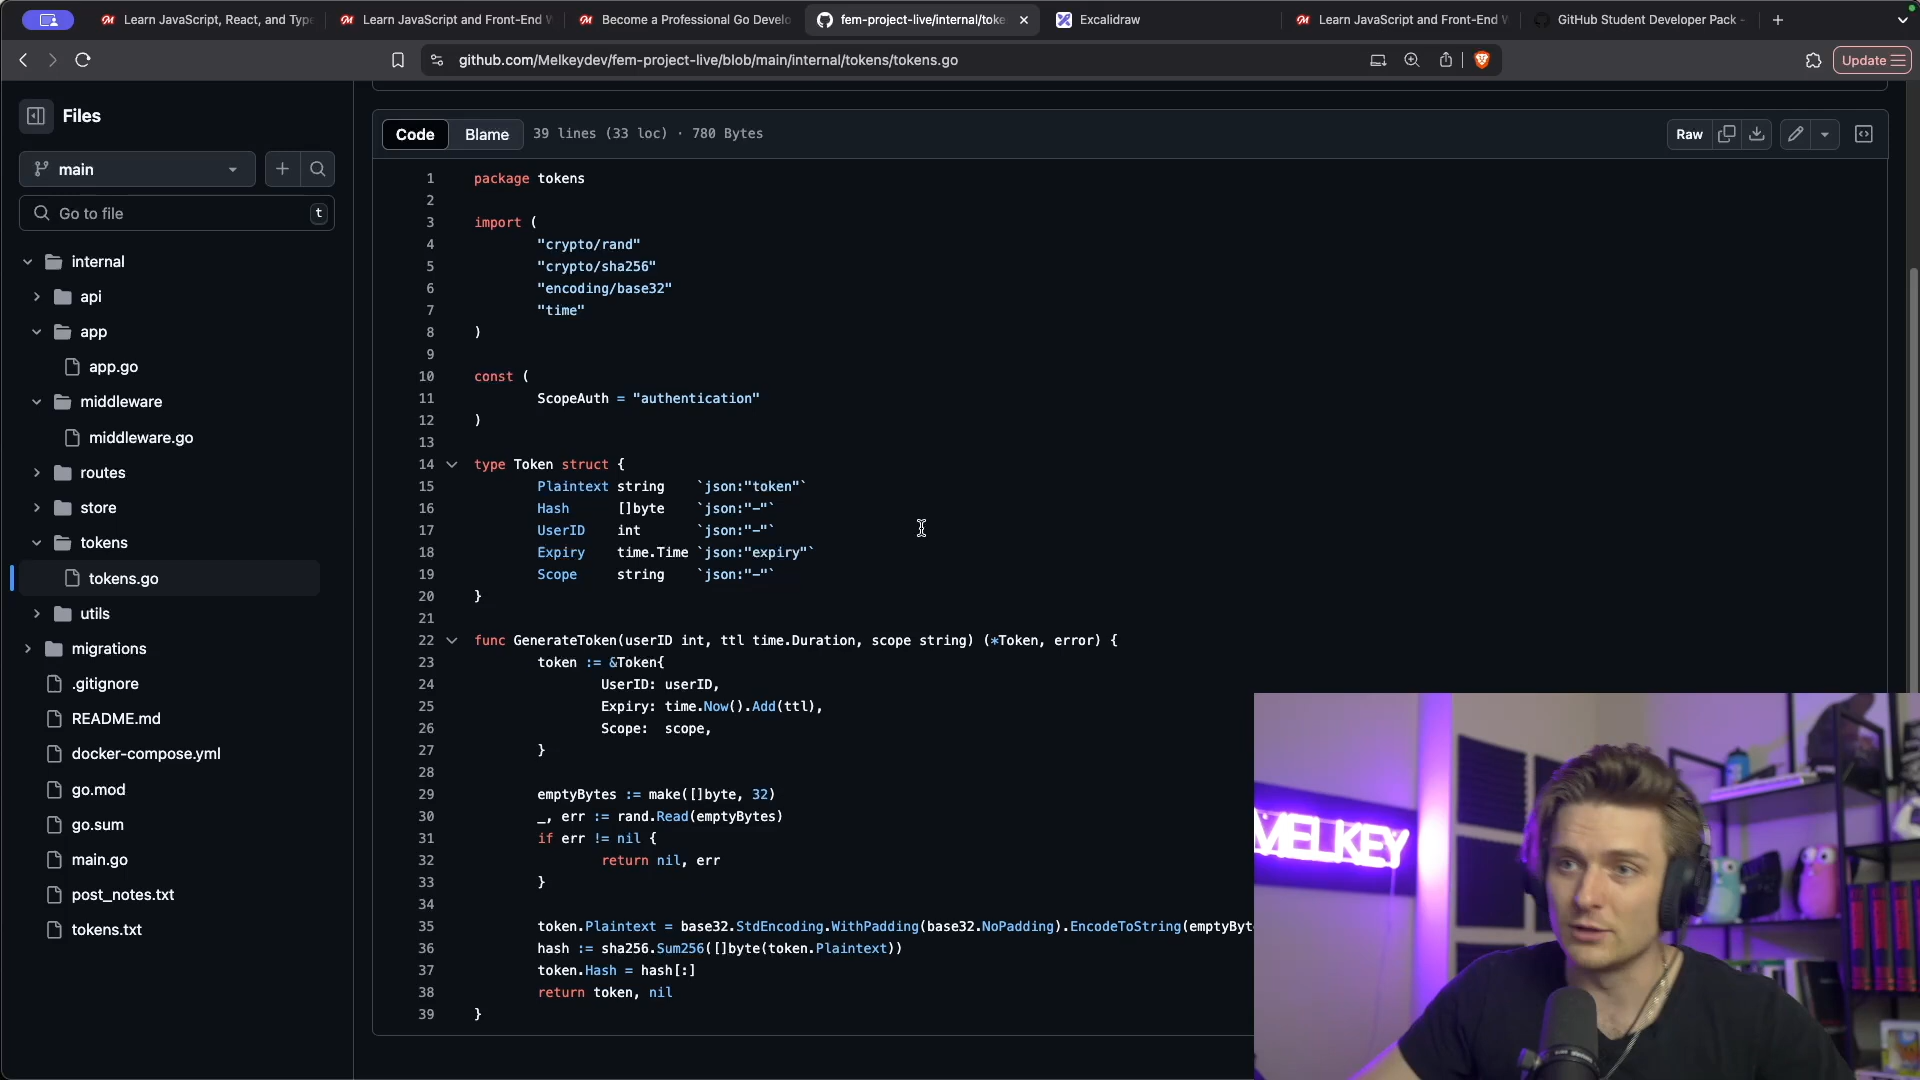 Learn JavaScript, React, and Type
Learn JavaScript and Front-End W
Become a Professional Go Develo
fem-project-live/internal/toke
Excalidraw
Learn JavaScript and Front-End W
GitHub Student Developer Pack -
github.com/Melkeydev/fem-project-live/blob/main/internal/tokens/tokens.go
Update
Files
main
Go to file
t
internal
api
app
app.go
middleware
middleware.go
routes
store
tokens
tokens.go
utils
migrations
.gitignore
README.md
docker-compose.yml
go.mod
go.sum
main.go
post_notes.txt
tokens.txt
Code Blame 39 lines (33 loc) · 780 Bytes
Raw
1 package tokens
2
3 import (
4 "crypto/rand"
5 "crypto/sha256"
6 "encoding/base32"
7 "time"
8 )
9
10 const (
11 ScopeAuth = "authentication"
12 )
13
14 type Token struct {
15 Plaintext string `json:"token"`
16 Hash []byte `json:"-"`
17 UserID int `json:"-"`
18 Expiry time.Time `json:"expiry"`
19 Scope string `json:"-"`
20 }
21
22 func GenerateToken(userID int, ttl time.Duration, scope string) (*Token, error) {
23 token := &Token{
24 UserID: userID,
25 Expiry: time.Now().Add(ttl),
26 Scope: scope,
27 }
28
29 emptyBytes := make([]byte, 32)
30 _, err := rand.Read(emptyBytes)
31 if err != nil {
32 return nil, err
33 }
34
35 token.Plaintext = base32.StdEncoding.WithPadding(base32.NoPadding).EncodeToString(emptyByt
36 hash := sha256.Sum256([]byte(token.Plaintext))
37 token.Hash = hash[:]
38 return token, nil
39 }
MELKEY